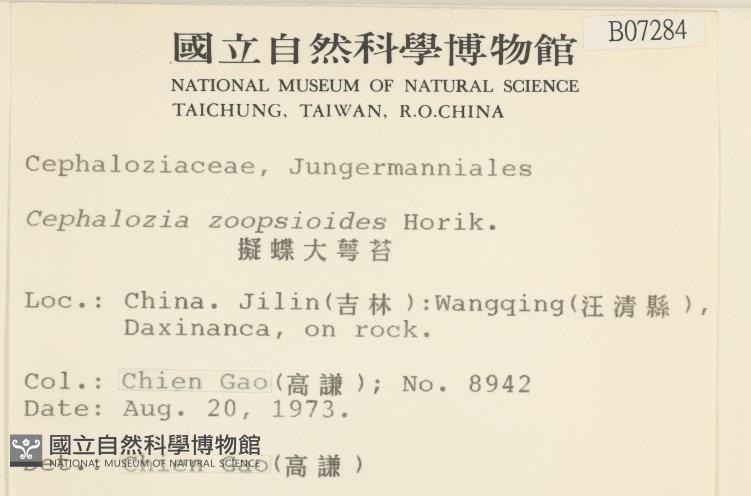 國立自然科學博物館
B07284
NATIONAL MUSEUM OF NATURAL SCIENCE
TAICHUNG, TAIWAN, R.O.CHINA
Cephaloziaceae, Jungermanniales
Cephalozia zoopsioides Horik.
擬蝶大萼苔
Loc.: China. Jilin(吉林):Wangqing(汪清縣),
Daxinanca, on rock.
Col.: Chien Gao(高謙); No. 8942
Date: Aug. 20, 1973.
國立自然科學博物館
NATIONAL MUSEUM OF NATURAL SCIENCE
Det.: Chien Gao(高謙)